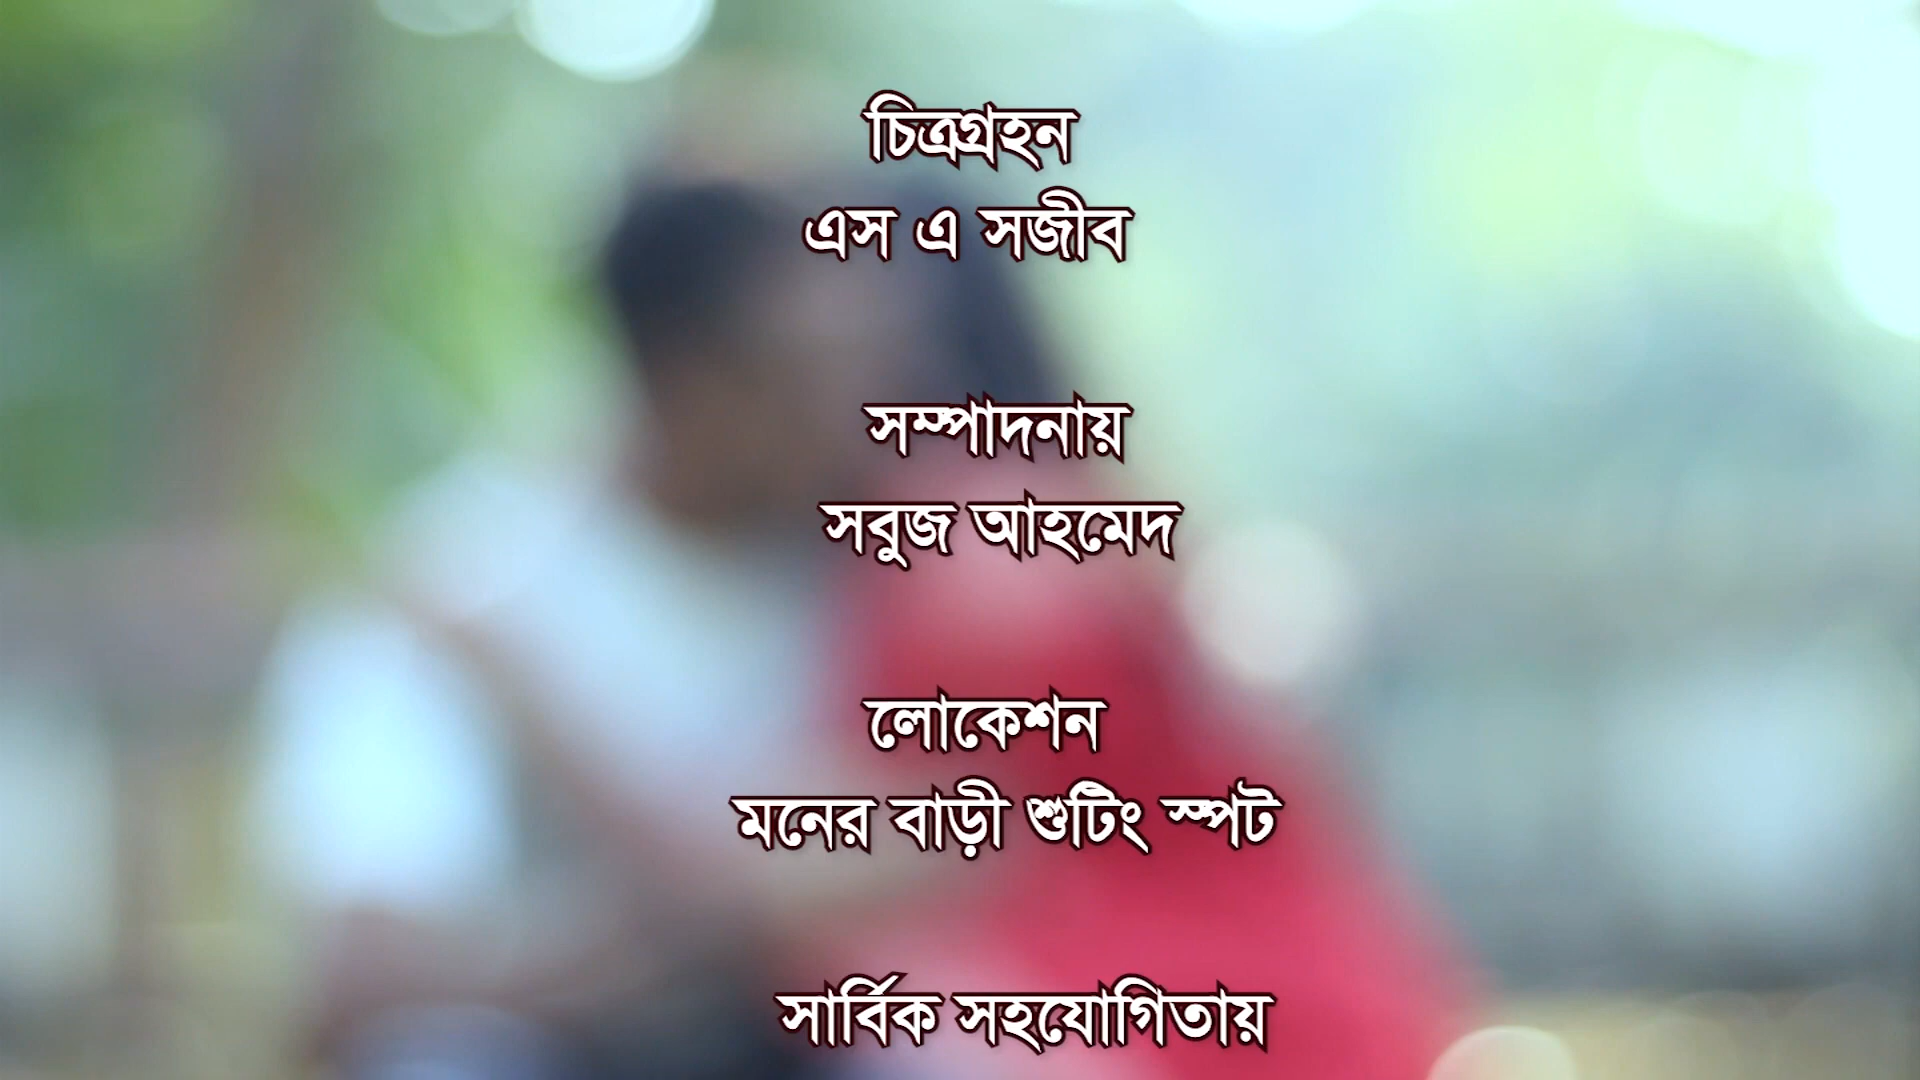 চিত্রগ্রহন
এস এ সজীব
সম্পাদনায়
সবুজ আহমেদ
লোকেশন
মনের বাড়ী শুটিং স্পট
সার্বিক সহযোগিতায়